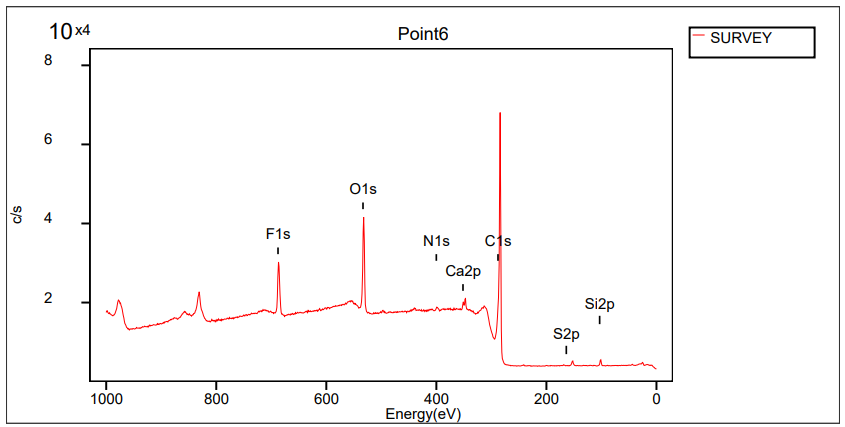 10x4
Point6
SURVEY
8
6
4
2
c/s
F1s
O1s
N1s
Ca2p
C1s
S2p
Si2p
1000 800 600 400 200 0
Energy(eV)